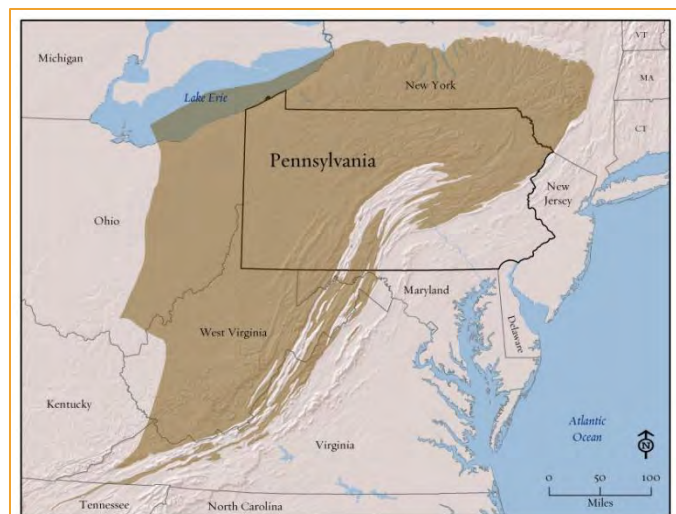 VT
Michigan
MA
Lake Erie
New York
CT
Pennsylvania
New
Jersey
Ohio
Maryland
Delaware
West Virginia
Kentucky
Atlantic
Ocean
N
Virginia
0 50 100
Miles
Tennessee
North Carolina